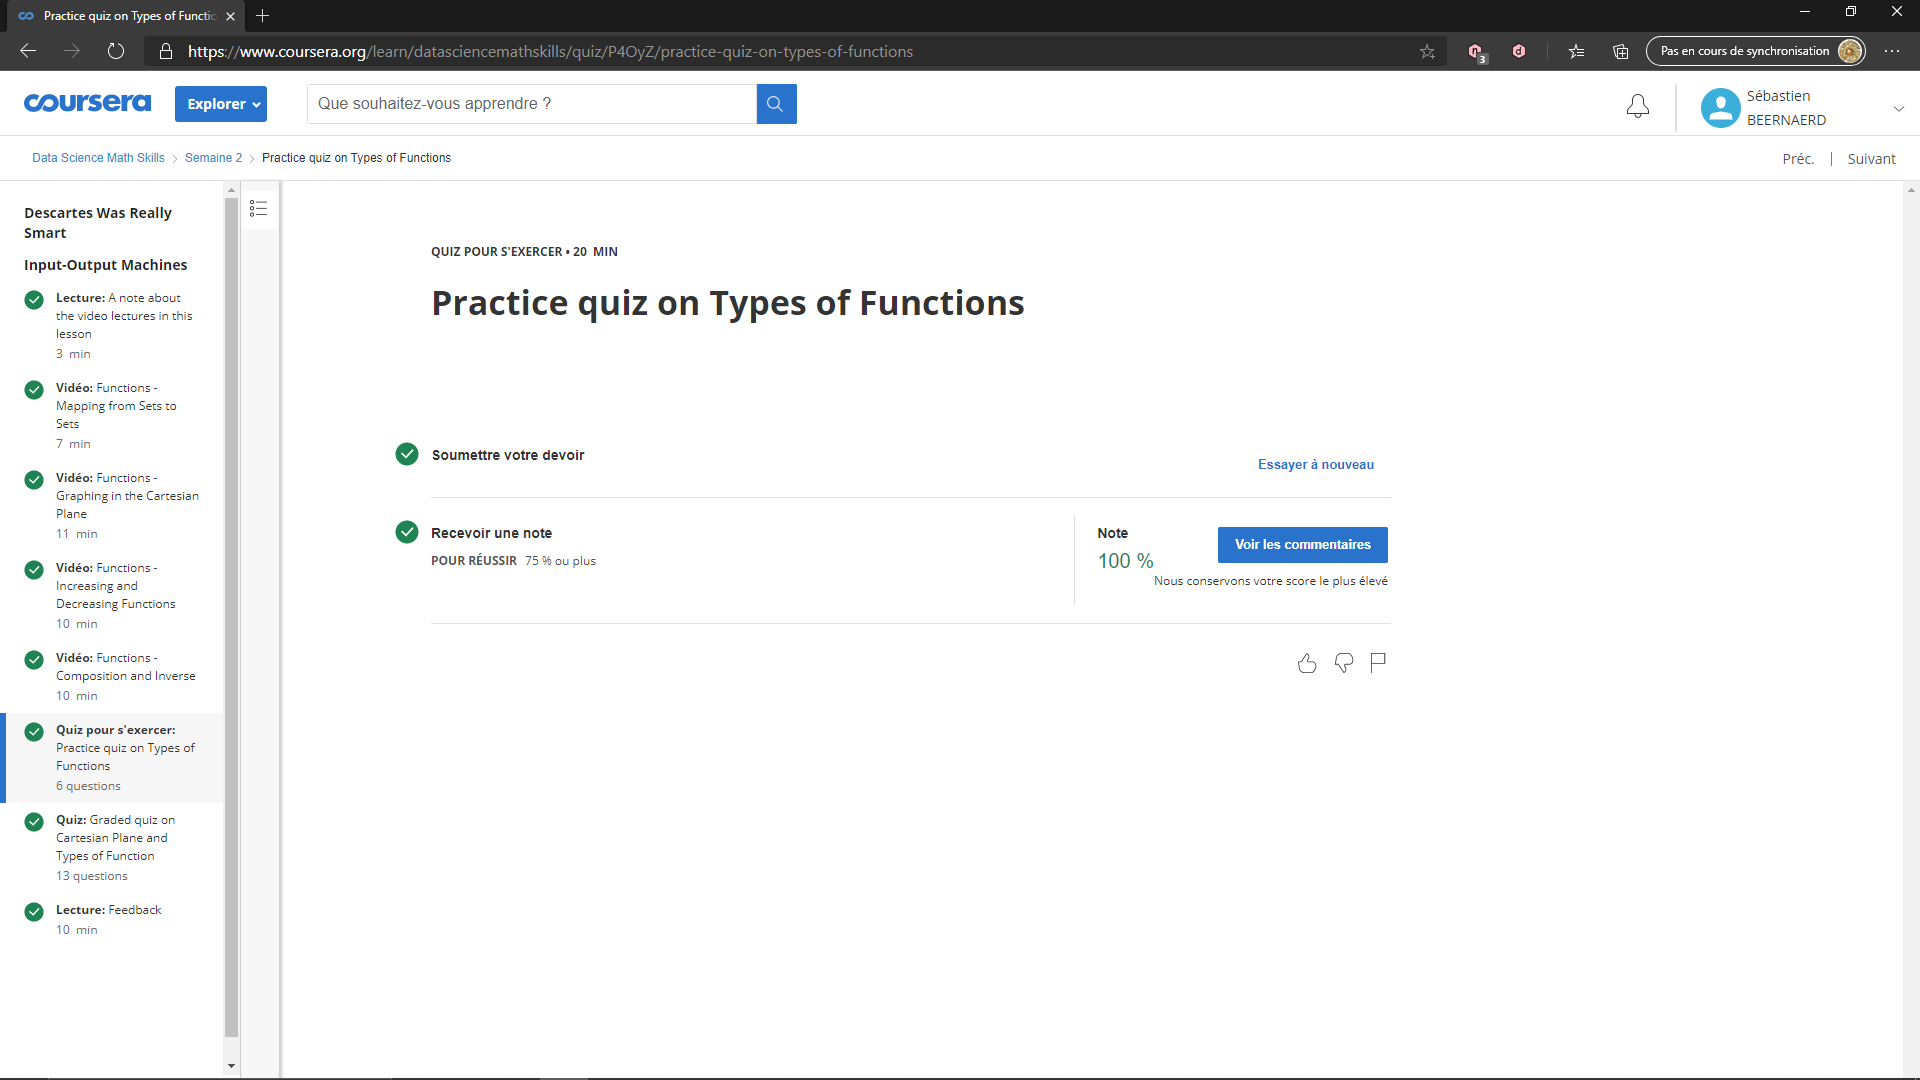 Practice quiz on Types of Functio
https://www.coursera.org/learn/datasciencemathskills/quiz/P4OyZ/practice-quiz-on-types-of-functions
3
Pas en cours de synchronisation
coursera
Explorer
Que souhaitez-vous apprendre ?
Sébastien
BEERNAERD
Data Science Math Skills
Semaine 2
Practice quiz on Types of Functions
Préc.
Suivant
Descartes Was Really
Smart
Input-Output Machines
Lecture: A note about
the video lectures in this
lesson
3 min
Vidéo: Functions -
Mapping from Sets to
Sets
7 min
Vidéo: Functions -
Graphing in the Cartesian
Plane
11 min
Vidéo: Functions -
Increasing and
Decreasing Functions
10 min
Vidéo: Functions -
Composition and Inverse
10 min
Quiz pour s'exercer:
Practice quiz on Types of
Functions
6 questions
Quiz: Graded quiz on
Cartesian Plane and
Types of Function
13 questions
Lecture: Feedback
10 min
QUIZ POUR S'EXERCER • 20 MIN
Practice quiz on Types of Functions
Soumettre votre devoir
Essayer à nouveau
Recevoir une note
POUR RÉUSSIR 75 % ou plus
Note
100 %
Voir les commentaires
Nous conservons votre score le plus élevé